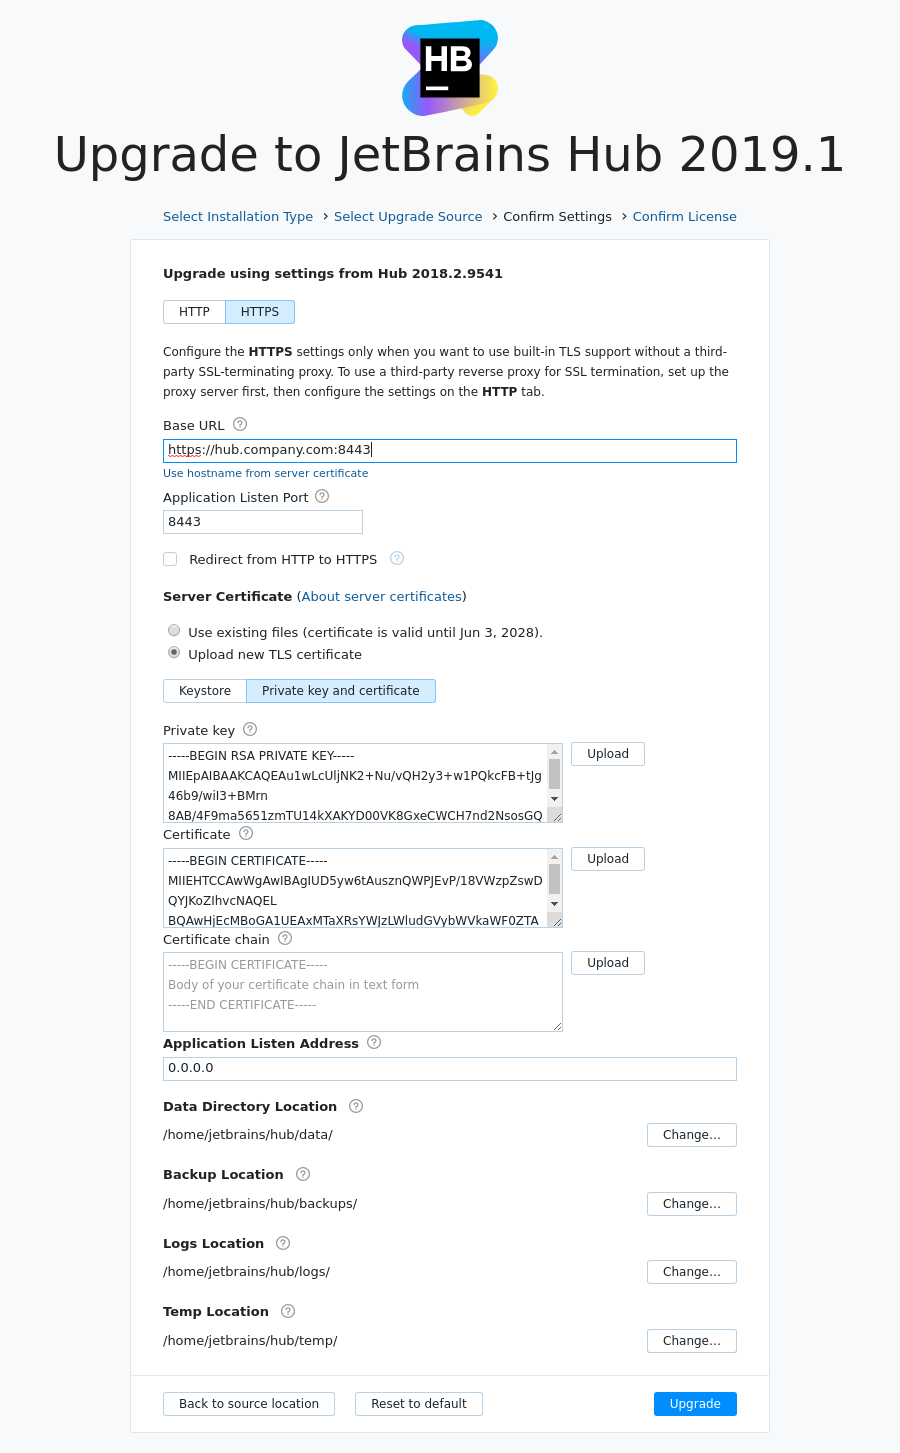 HB
Upgrade to JetBrains Hub 2019.1
Select Installation Type › Select Upgrade Source › Confirm Settings › Confirm License
Upgrade using settings from Hub 2018.2.9541
HTTP HTTPS
Configure the HTTPS settings only when you want to use built-in TLS support without a third-
party SSL-terminating proxy. To use a third-party reverse proxy for SSL termination, set up the
proxy server first, then configure the settings on the HTTP tab.
Base URL ?
https://hub.company.com:8443
Use hostname from server certificate
Application Listen Port ?
8443
Redirect from HTTP to HTTPS ?
Server Certificate (About server certificates)
Use existing files (certificate is valid until Jun 3, 2028).
Upload new TLS certificate
Keystore Private key and certificate
Private key ?
-----BEGIN RSA PRIVATE KEY----- Upload
MIIEpAIBAAKCAQEAu1wLcUljNK2+Nu/vQH2y3+w1PQkcFB+tJg
46b9/wiI3+BMrn
8AB/4F9ma5651zmTU14kXAKYD00VK8GxeCWCH7nd2NsosGQ
Certificate ?
-----BEGIN CERTIFICATE----- Upload
MIIEHTCCAwWgAwIBAgIUD5yw6tAusznQWPJEvP/18VWzpZswD
QYJKoZIhvcNAQEL
BQAwHjEcMBoGA1UEAxMTaXRsYWJzLWludGVybWVkaWF0ZTA
Certificate chain ?
-----BEGIN CERTIFICATE----- Upload
Body of your certificate chain in text form
-----END CERTIFICATE-----
Application Listen Address ?
0.0.0.0
Data Directory Location ?
/home/jetbrains/hub/data/ Change...
Backup Location ?
/home/jetbrains/hub/backups/ Change...
Logs Location ?
/home/jetbrains/hub/logs/ Change...
Temp Location ?
/home/jetbrains/hub/temp/ Change...
Back to source location Reset to default Upgrade